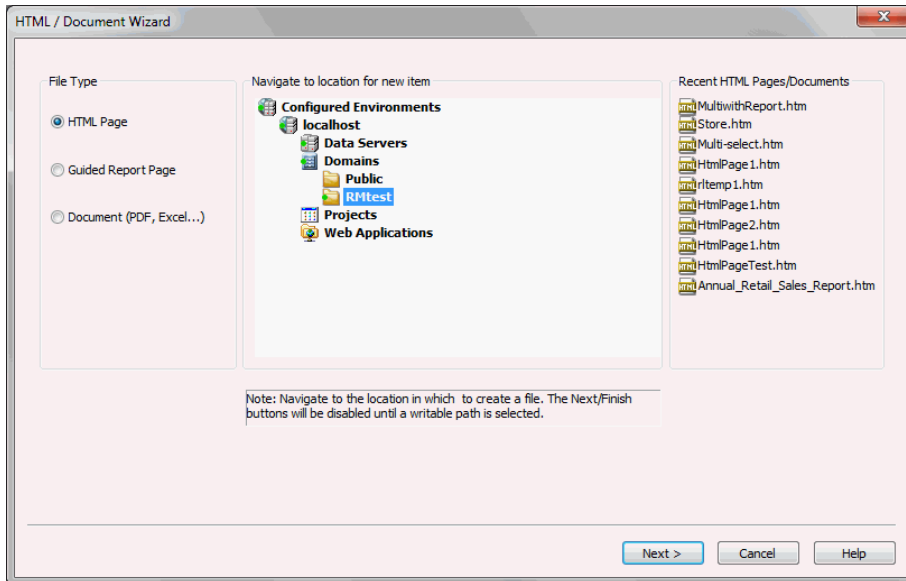 HTML / Document Wizard
File Type
HTML Page
Guided Report Page
Document (PDF, Excel...)
Navigate to location for new item
Configured Environments
localhost
Data Servers
Domains
Public
RMtest
Projects
Web Applications
Recent HTML Pages/Documents
MultiwithReport.htm
Store.htm
Multi-select.htm
HtmlPage1.htm
rltemp1.htm
HtmlPage1.htm
HtmlPage2.htm
HtmlPage1.htm
HtmlPageTest.htm
Annual_Retail_Sales_Report.htm
Note: Navigate to the location in which to create a file. The Next/Finish
buttons will be disabled until a writable path is selected.
Next >
Cancel
Help